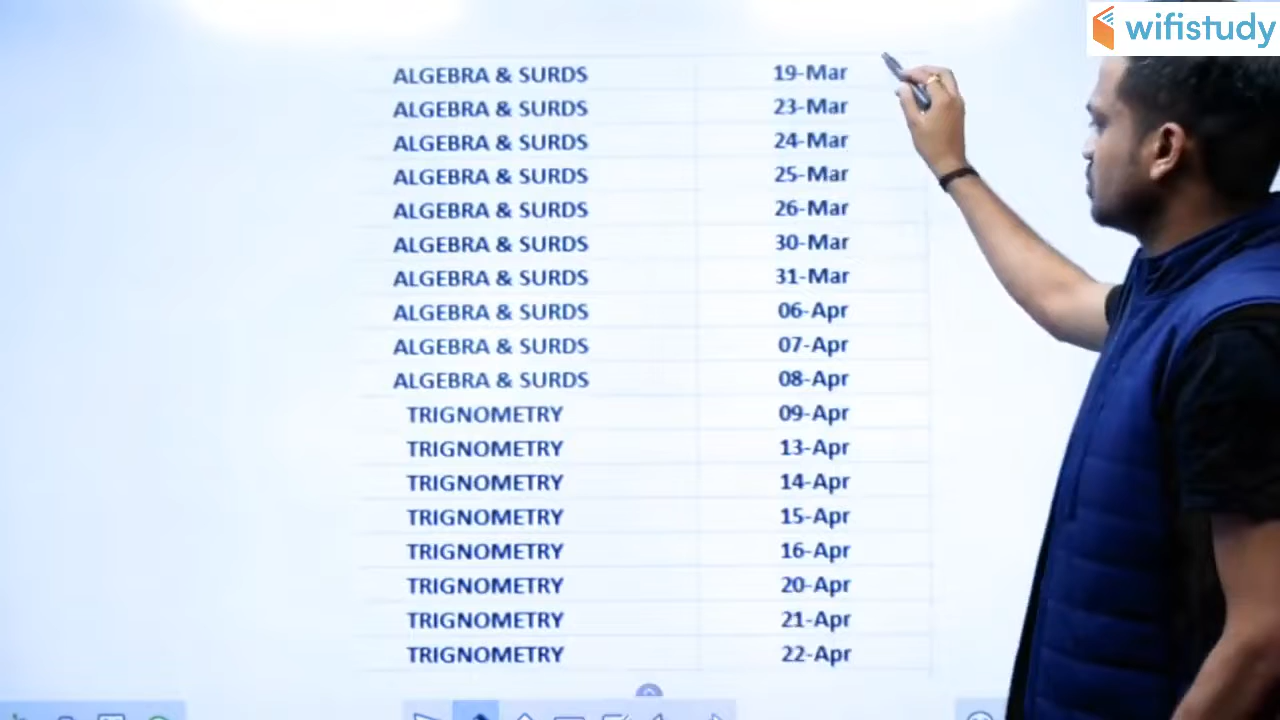 wifistudy
ALGEBRA & SURDS 19-Mar
ALGEBRA & SURDS 23-Mar
ALGEBRA & SURDS 24-Mar
ALGEBRA & SURDS 25-Mar
ALGEBRA & SURDS 26-Mar
ALGEBRA & SURDS 30-Mar
ALGEBRA & SURDS 31-Mar
ALGEBRA & SURDS 06-Apr
ALGEBRA & SURDS 07-Apr
ALGEBRA & SURDS 08-Apr
TRIGNOMETRY 09-Apr
TRIGNOMETRY 13-Apr
TRIGNOMETRY 14-Apr
TRIGNOMETRY 15-Apr
TRIGNOMETRY 16-Apr
TRIGNOMETRY 20-Apr
TRIGNOMETRY 21-Apr
TRIGNOMETRY 22-Apr